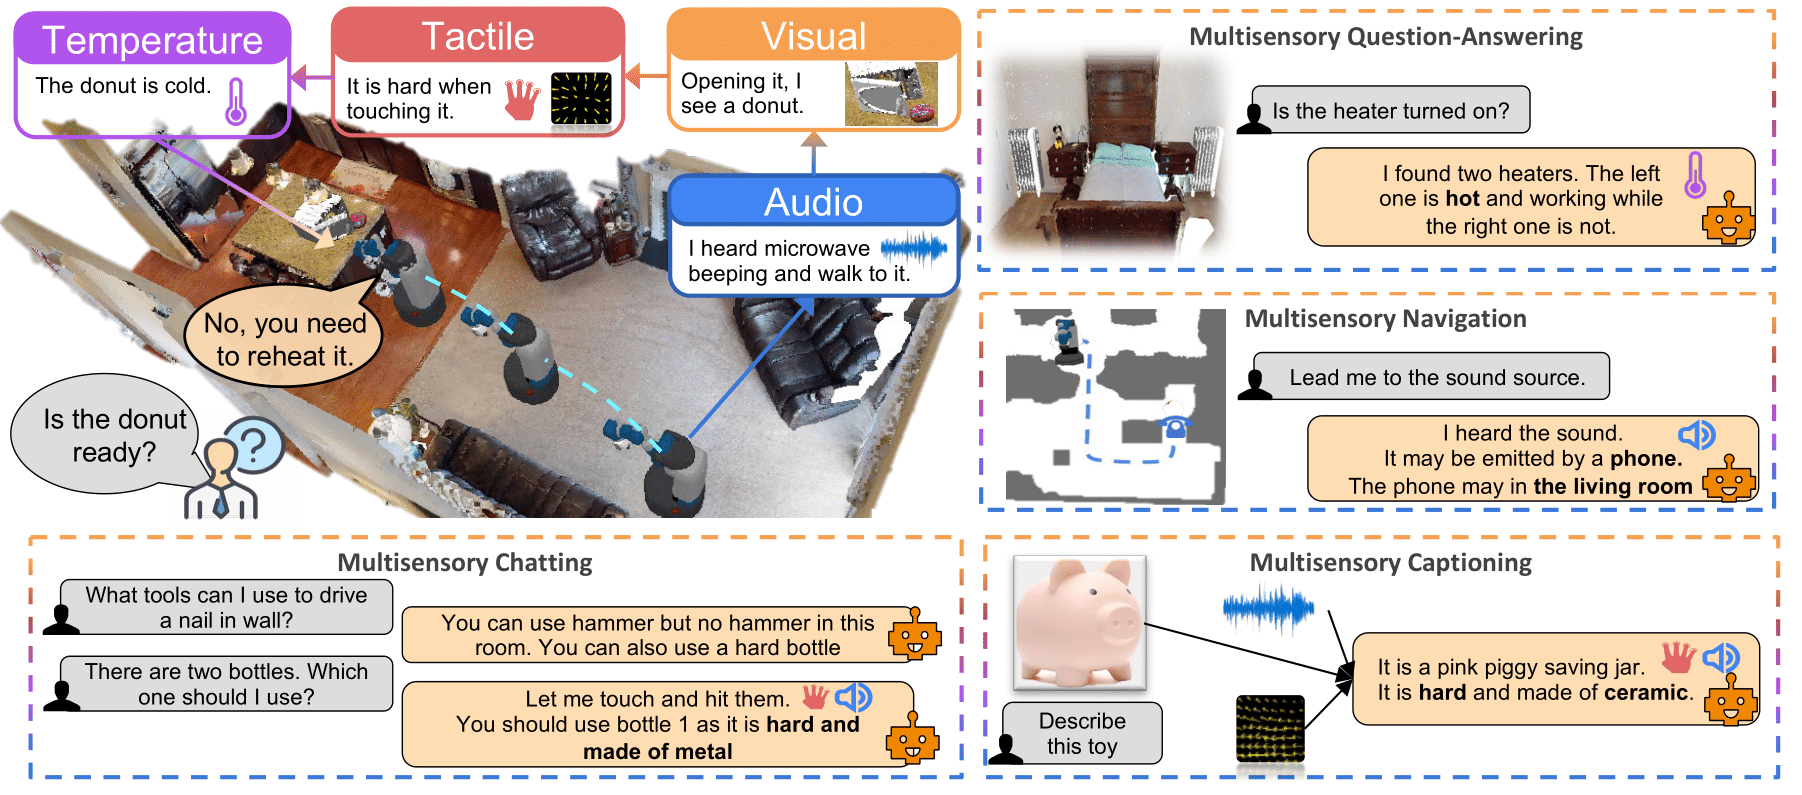 Temperature
The donut is cold.
Tactile
It is hard when
touching it.
Visual
Opening it, I
see a donut.
Audio
I heard microwave
beeping and walk to it.
No, you need
to reheat it.
Is the donut
ready?
Multisensory Question-Answering
Is the heater turned on?
I found two heaters. The left
one is hot and working while
the right one is not.
Multisensory Navigation
Lead me to the sound source.
I heard the sound.
It may be emitted by a phone.
The phone may in the living room
Multisensory Chatting
What tools can I use to drive
a nail in wall?
You can use hammer but no hammer in this
room. You can also use a hard bottle
There are two bottles. Which
one should I use?
Let me touch and hit them.
You should use bottle 1 as it is hard and
made of metal
Multisensory Captioning
Describe
this toy
It is a pink piggy saving jar.
It is hard and made of ceramic.